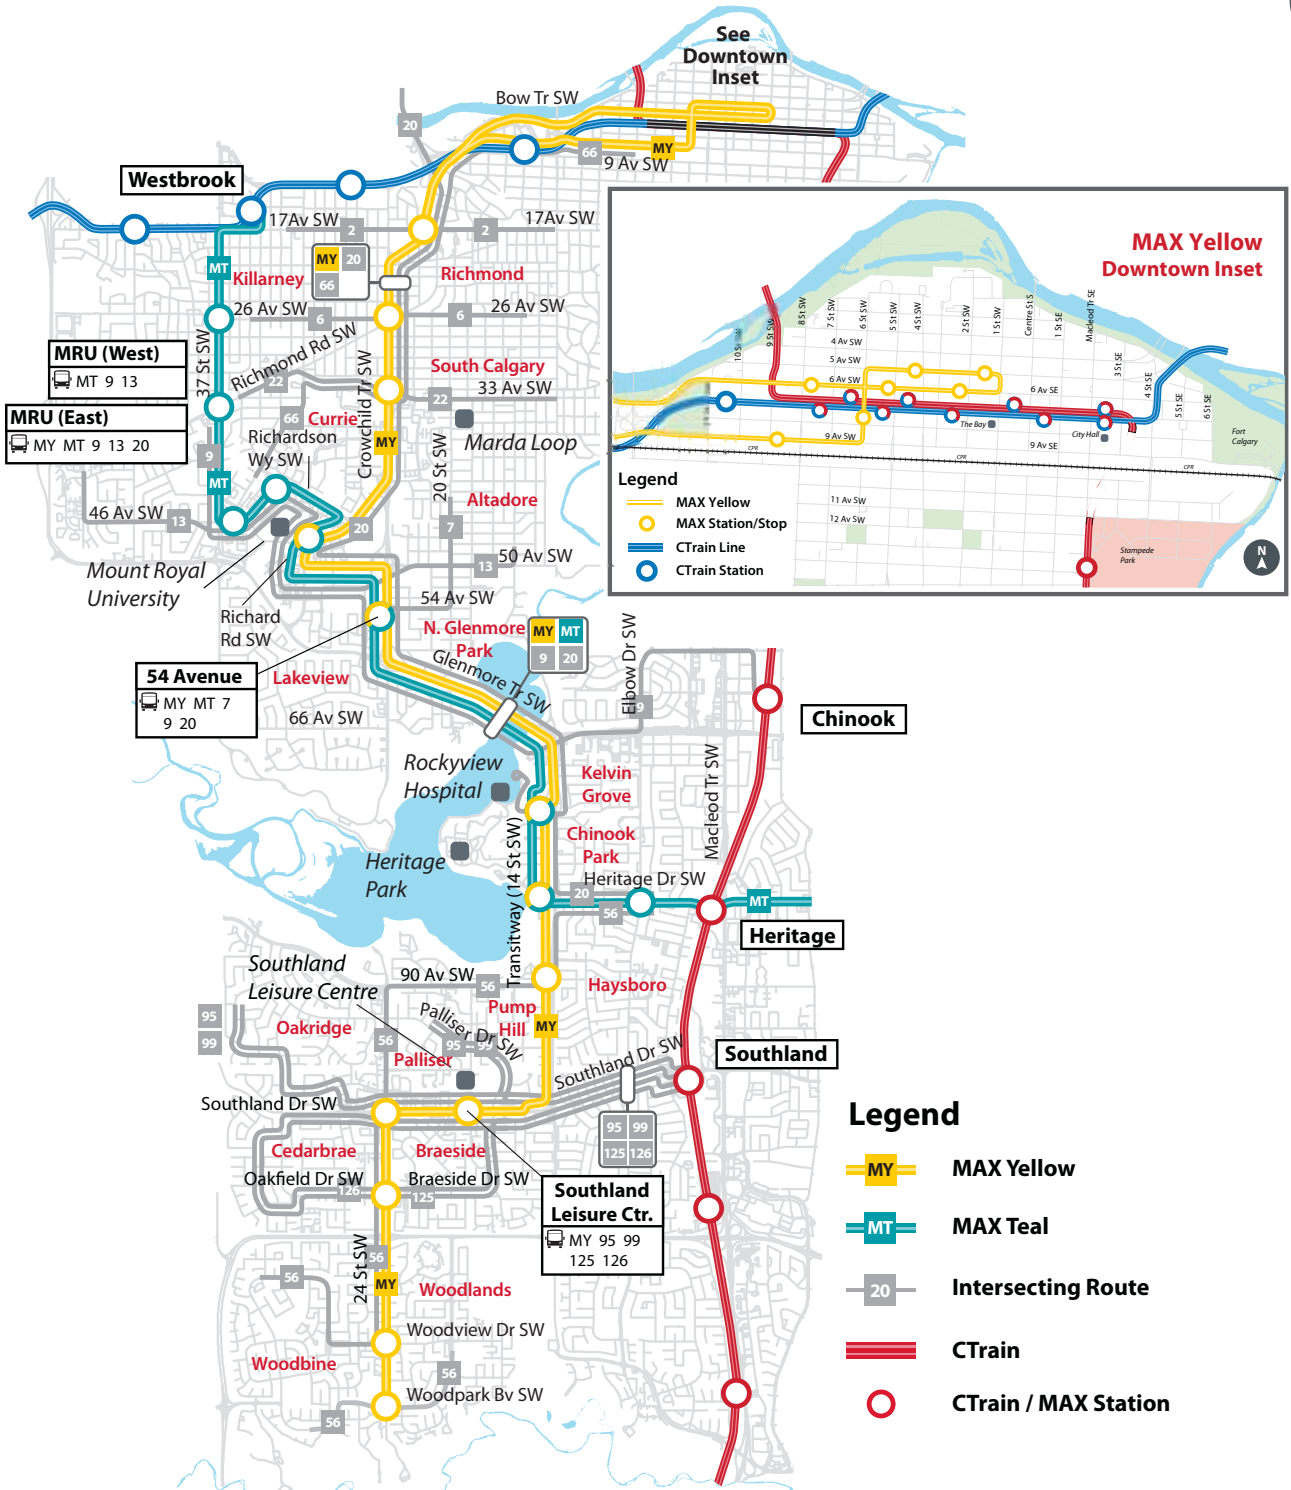 See
Downtown
Inset
Bow Tr SW
20
66
MY
9 Av SW
Westbrook
17Av SW
2
2
17Av SW
MT
Killarney
MY 20
66
Richmond
26 Av SW
6
6
26 Av SW
MRU (West)
MT 9 13
37 St SW
Richmond Rd SW
22
Crowchild Tr SW
South Calgary
33 Av SW
22
MRU (East)
MY MT 9 13 20
66
Currie
Richardson
Wy SW
MY
Marda Loop
20 St SW
9
MT
Altadore
46 Av SW
13
20
7
Mount Royal
University
13
50 Av SW
Richard
Rd SW
54 Av SW
N. Glenmore
Park
MY MT
9 20
54 Avenue
MY MT 7
9 20
Lakeview
Glenmore Tr SW
66 Av SW
Elbow Dr SW
9
Chinook
Rockyview
Hospital
Kelvin
Grove
Macleod Tr SW
Chinook
Park
Heritage
Park
Transitway (14 St SW)
Heritage Dr SW
20
56
MT
Heritage
Southland
Leisure Centre
90 Av SW
56
Haysboro
Pump
Hill
MY
95
99
Oakridge
56
Palliser Dr SW
95
99
Palliser
Southland Dr SW
Southland
Southland Dr SW
95 99
125 126
Cedarbrae
Braeside
Oakfield Dr SW
126
Braeside Dr SW
125
Southland
Leisure Ctr.
MY 95 99
125 126
24 St SW
56
56
MY
Woodlands
Woodview Dr SW
Woodbine
56
Woodpark Bv SW
56
MAX Yellow
Downtown Inset
10 St SW
9 St SW
8 St SW
7 St SW
6 St SW
5 St SW
4 St SW
2 St SW
1 St SW
Centre St S
1 St SE
Macleod Tr SE
3 St SE
4 St SE
5 St SE
6 St SE
4 Av SW
5 Av SW
6 Av SW
6 Av SE
The Bay
City Hall
9 Av SW
9 Av SE
CPR
CPR
CPR
Fort
Calgary
11 Av SW
12 Av SW
Stampede
Park
N
Legend
MAX Yellow
MAX Station/Stop
CTrain Line
CTrain Station
Legend
MY MAX Yellow
MT MAX Teal
20 Intersecting Route
CTrain
CTrain / MAX Station